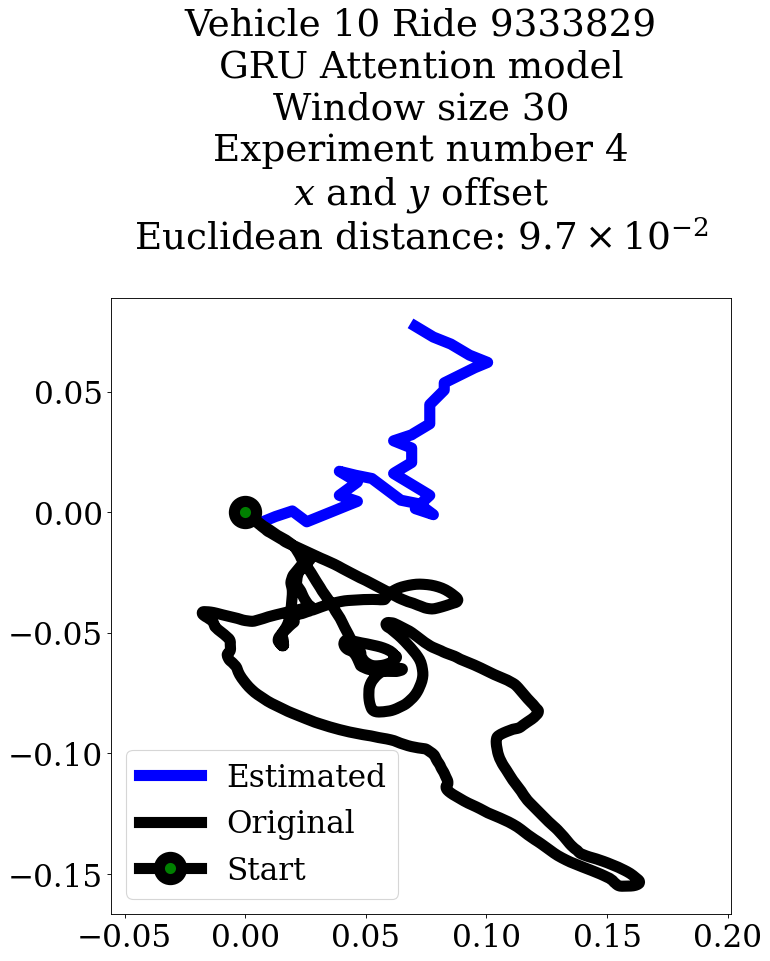 Vehicle 10 Ride 9333829
GRU Attention model
Window size 30
Experiment number 4
x and y offset
Euclidean distance: 9.7 × 10⁻²
0.05
0.00
−0.05
−0.10
−0.15
Estimated
Original
Start
−0.05 0.00 0.05 0.10 0.15 0.20